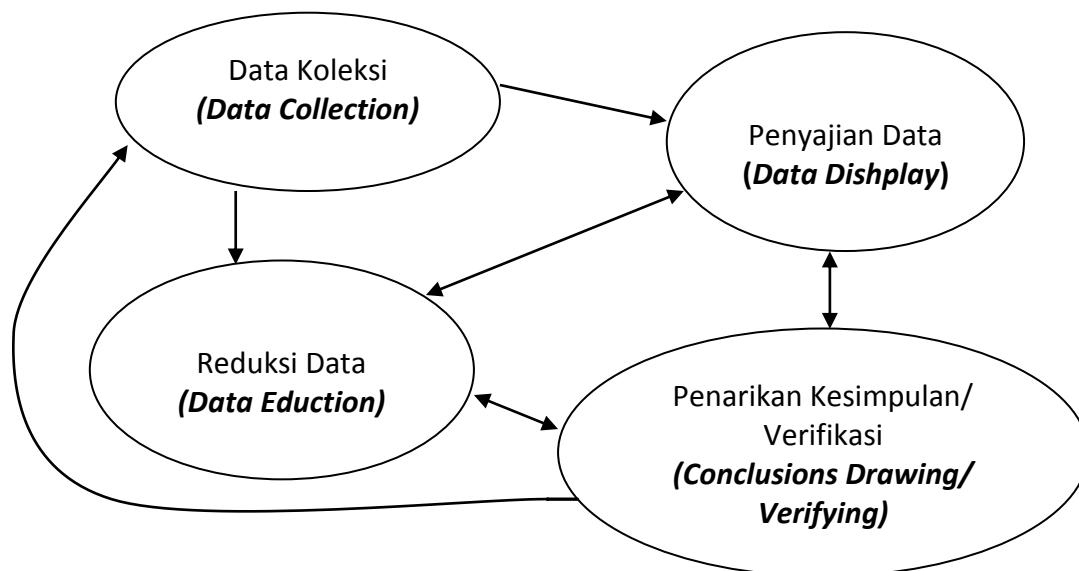 Data Koleksi
(Data Collection)
Penyajian Data
(Data Dishplay)
Reduksi Data
(Data Eduction)
Penarikan Kesimpulan/
Verifikasi
(Conclusions Drawing/
Verifying)